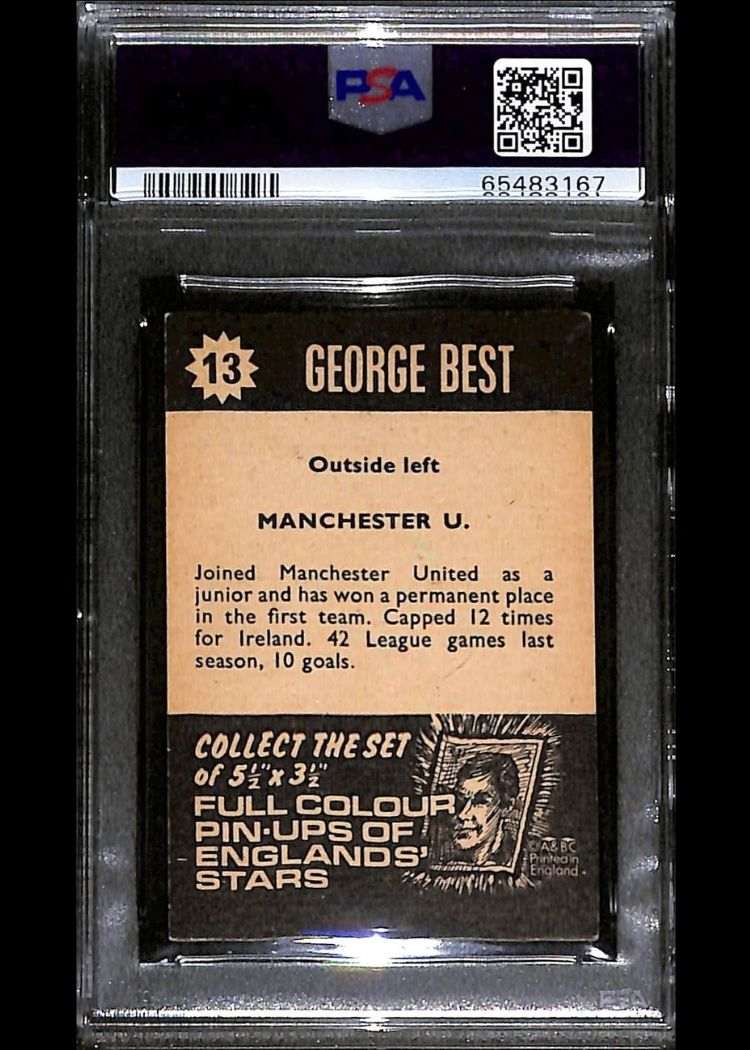 PSA
65483167
13
GEORGE BEST
Outside left
MANCHESTER U.
Joined Manchester United as a
junior and has won a permanent place
in the first team. Capped 12 times
for Ireland. 42 League games last
season, 10 goals.
COLLECT THE SET
of 5½" x 3½"
FULL COLOUR
PIN-UPS OF
ENGLANDS'
STARS
© A&BC
Printed in
England
PSA